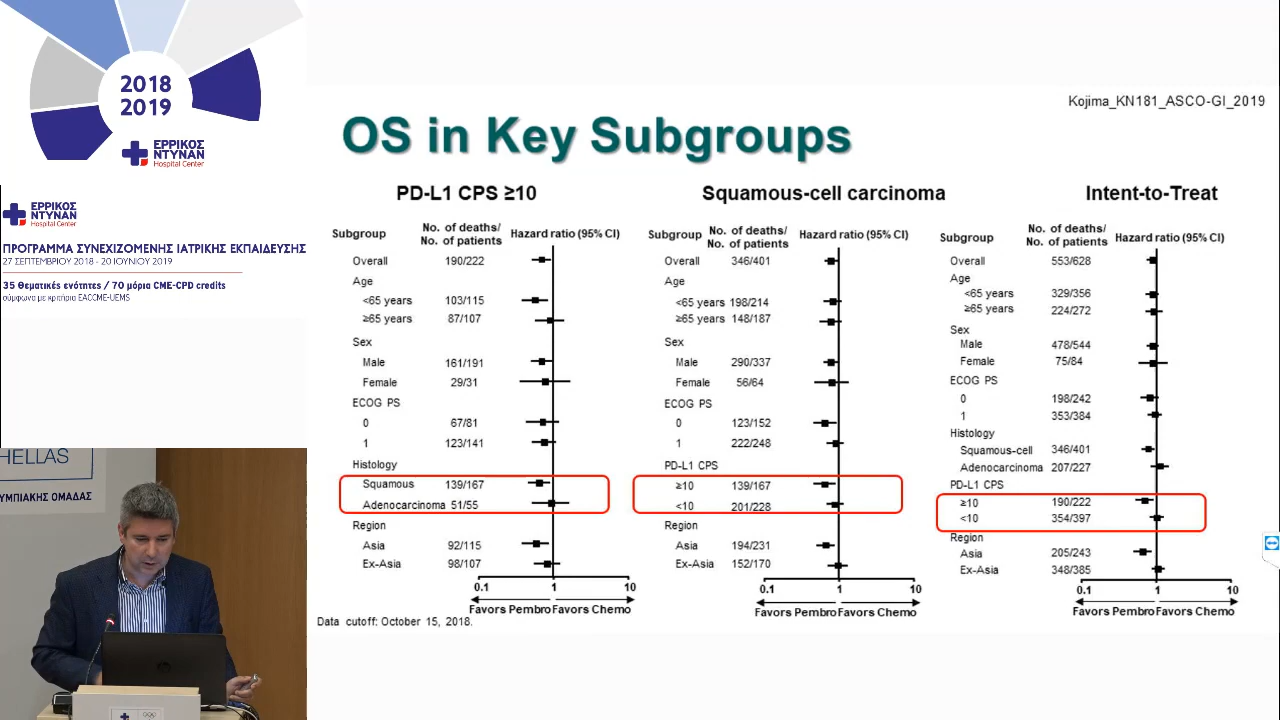 2018
2019
ΕΡΡΙΚΟΣ
ΝΤΥΝΑΝ
Hospital Center
ΕΡΡΙΚΟΣ
ΝΤΥΝΑΝ
Hospital Center
ΠΡΟΓΡΑΜΜΑ ΣΥΝΕΧΙΖΟΜΕΝΗΣ ΙΑΤΡΙΚΗΣ ΕΚΠΑΙΔΕΥΣΗΣ
27 ΣΕΠΤΕΜΒΡΙΟΥ 2018 - 20 ΙΟΥΝΙΟΥ 2019
35 θεματικές ενότητες / 70 μόρια CME-CPD credits
σύμφωνα με κριτήρια EACCME-UEMS
HELLAS
ΥΜΠΙΑΚΗΣ ΟΜΑΔΑΣ
Kojima_KN181_ASCO-GI_2019
OS in Key Subgroups
PD-L1 CPS ≥10
Subgroup No. of deaths/ No. of patients Hazard ratio (95% CI)
Overall 190/222
Age
<65 years 103/115
≥65 years 87/107
Sex
Male 161/191
Female 29/31
ECOG PS
0 67/81
1 123/141
Histology
Squamous 139/167
Adenocarcinoma 51/55
Region
Asia 92/115
Ex-Asia 98/107
0.1 1 10
Favors Pembro Favors Chemo
Data cutoff: October 15, 2018.
Squamous-cell carcinoma
Subgroup No. of deaths/ No. of patients Hazard ratio (95% CI)
Overall 346/401
Age
<65 years 198/214
≥65 years 148/187
Sex
Male 290/337
Female 56/64
ECOG PS
0 123/152
1 222/248
PD-L1 CPS
≥10 139/167
<10 201/228
Region
Asia 194/231
Ex-Asia 152/170
0.1 1 10
Favors Pembro Favors Chemo
Intent-to-Treat
Subgroup No. of deaths/ No. of patients Hazard ratio (95% CI)
Overall 553/628
Age
<65 years 329/356
≥65 years 224/272
Sex
Male 478/544
Female 75/84
ECOG PS
0 198/242
1 353/384
Histology
Squamous-cell 346/401
Adenocarcinoma 207/227
PD-L1 CPS
≥10 190/222
<10 354/397
Region
Asia 205/243
Ex-Asia 348/385
0.1 1 10
Favors Pembro Favors Chemo